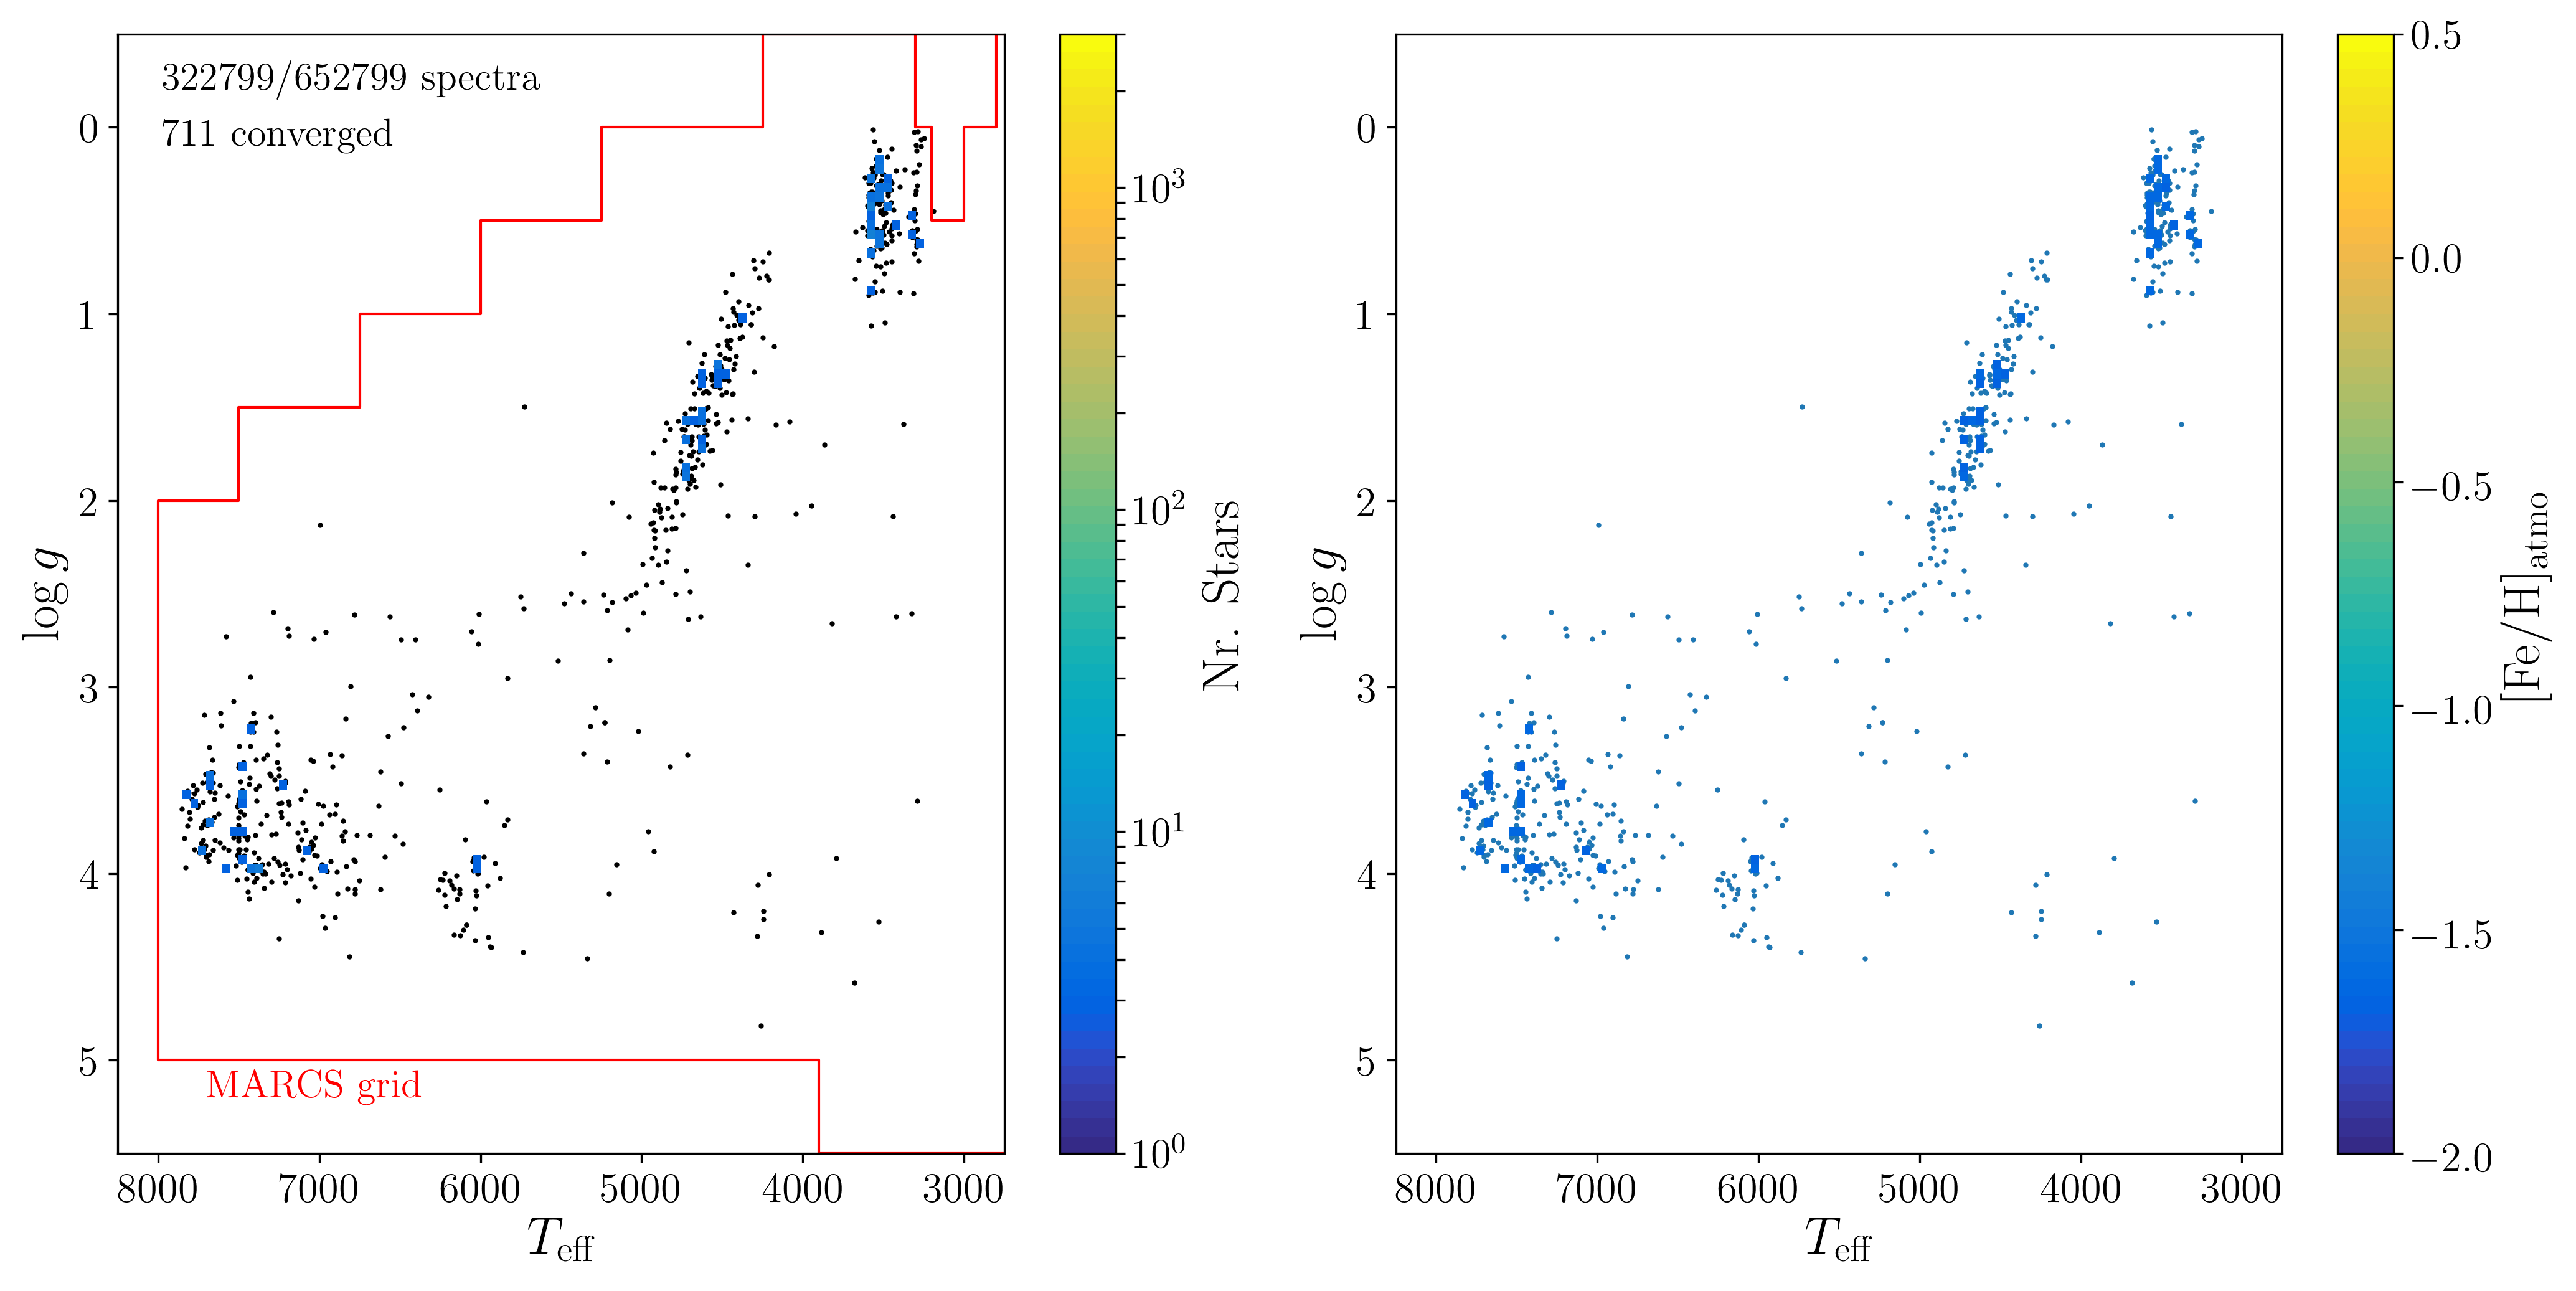 322799/652799 spectra
711 converged
MARCS grid
0
1
2
3
4
5
log g
8000 7000 6000 5000 4000 3000
T_eff
10^3
10^2
10^1
10^0
Nr. Stars
0
1
2
3
4
5
log g
8000 7000 6000 5000 4000 3000
T_eff
0.5
0.0
−0.5
−1.0
−1.5
−2.0
[Fe/H]_atmo